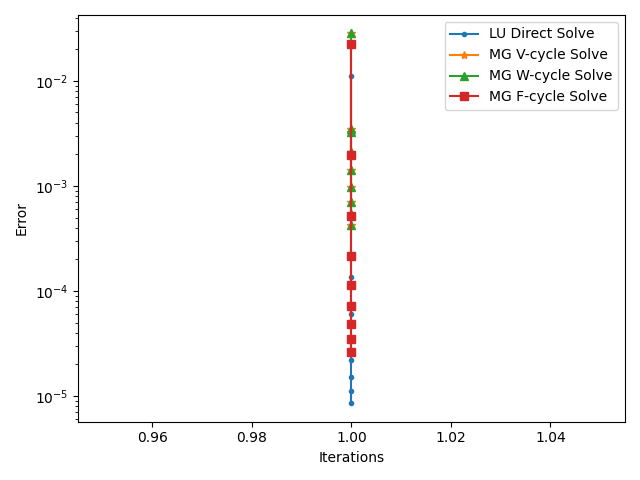 LU Direct Solve
MG V-cycle Solve
MG W-cycle Solve
MG F-cycle Solve
10⁻²
10⁻³
10⁻⁴
10⁻⁵
Error
0.96 0.98 1.00 1.02 1.04
Iterations